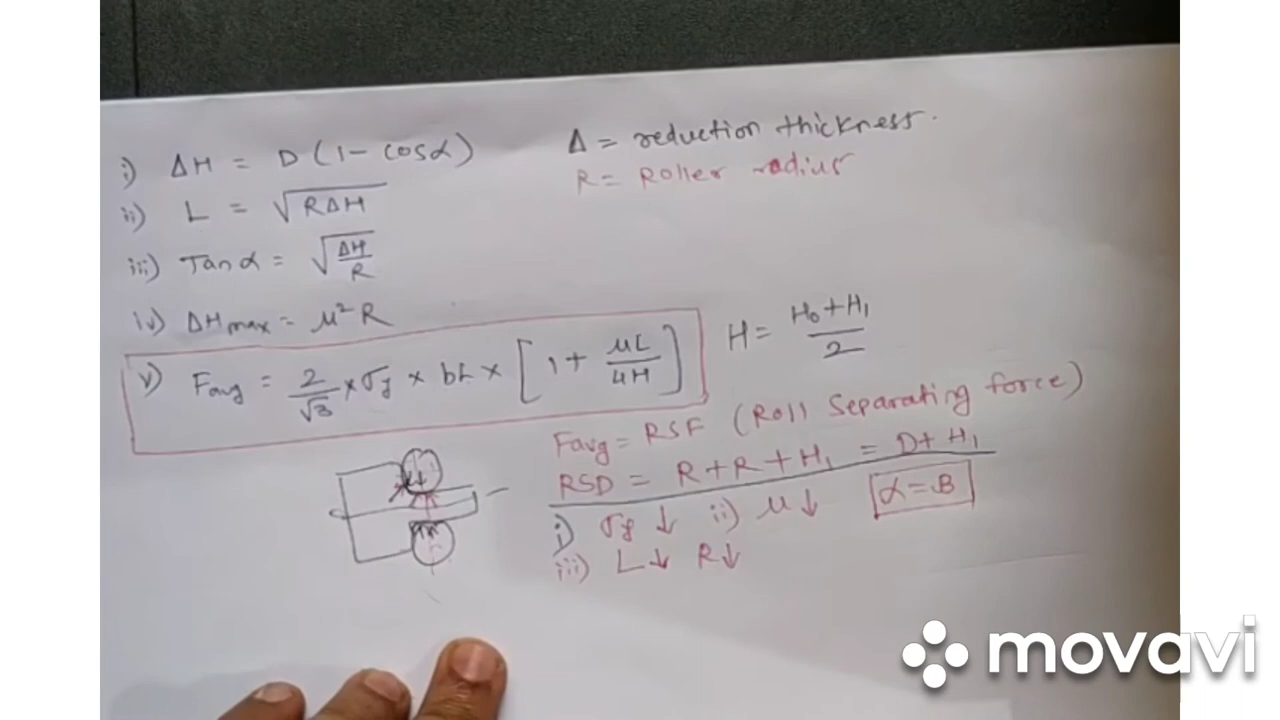 i) ΔH = D(1 - cosα)
Δ = reduction thickness.
R = Roller radius
ii) L = √RΔH
iii) Tanα = √ΔH/R
iv) ΔHmax = μ²R
v) Favg = 2/√3 × σy × bL × [1 + μL/4H]
H = H₀+H₁/2
Favg = RSF (Roll Separating force)
RSD = R+R+H₁ = D+H₁
i) σy ↓ ii) μ↓ α=B
iii) L↓ R↓
movavi